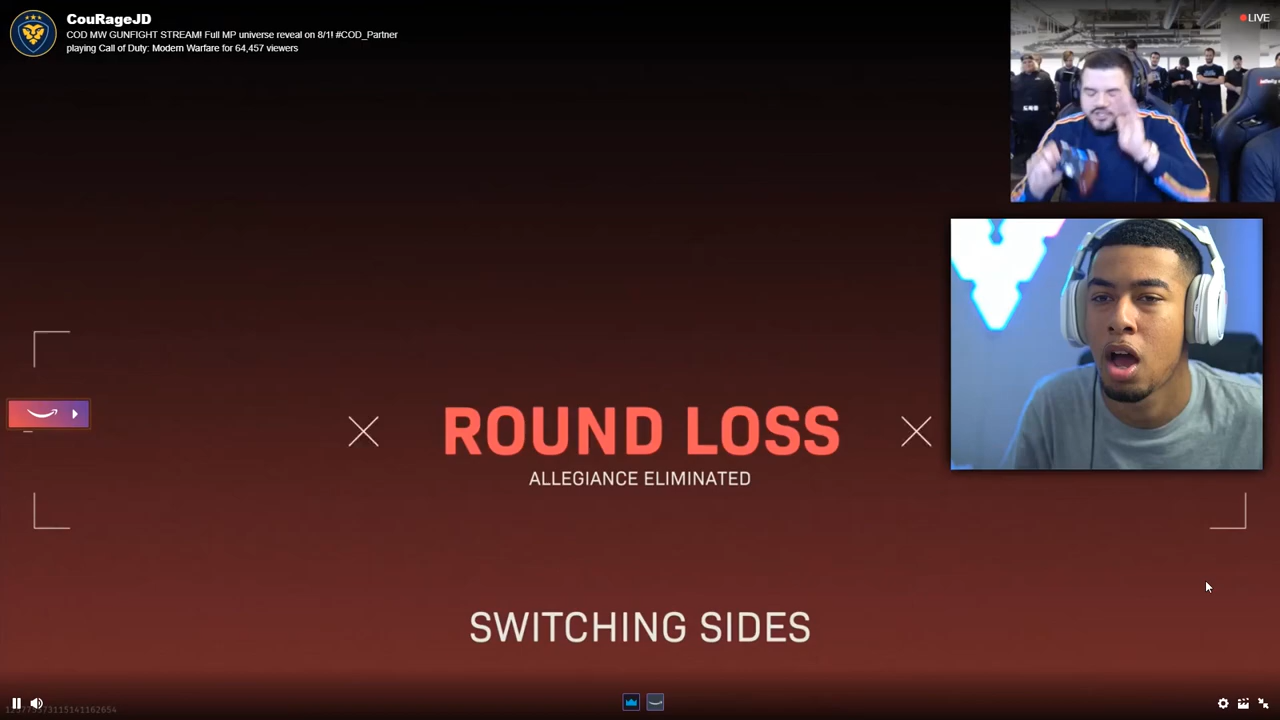 CouRageJD
COD MW GUNFIGHT STREAM! Full MP universe reveal on 8/1! #COD_Partner
playing Call of Duty: Modern Warfare for 64,457 viewers
LIVE
ROUND LOSS
ALLEGIANCE ELIMINATED
SWITCHING SIDES